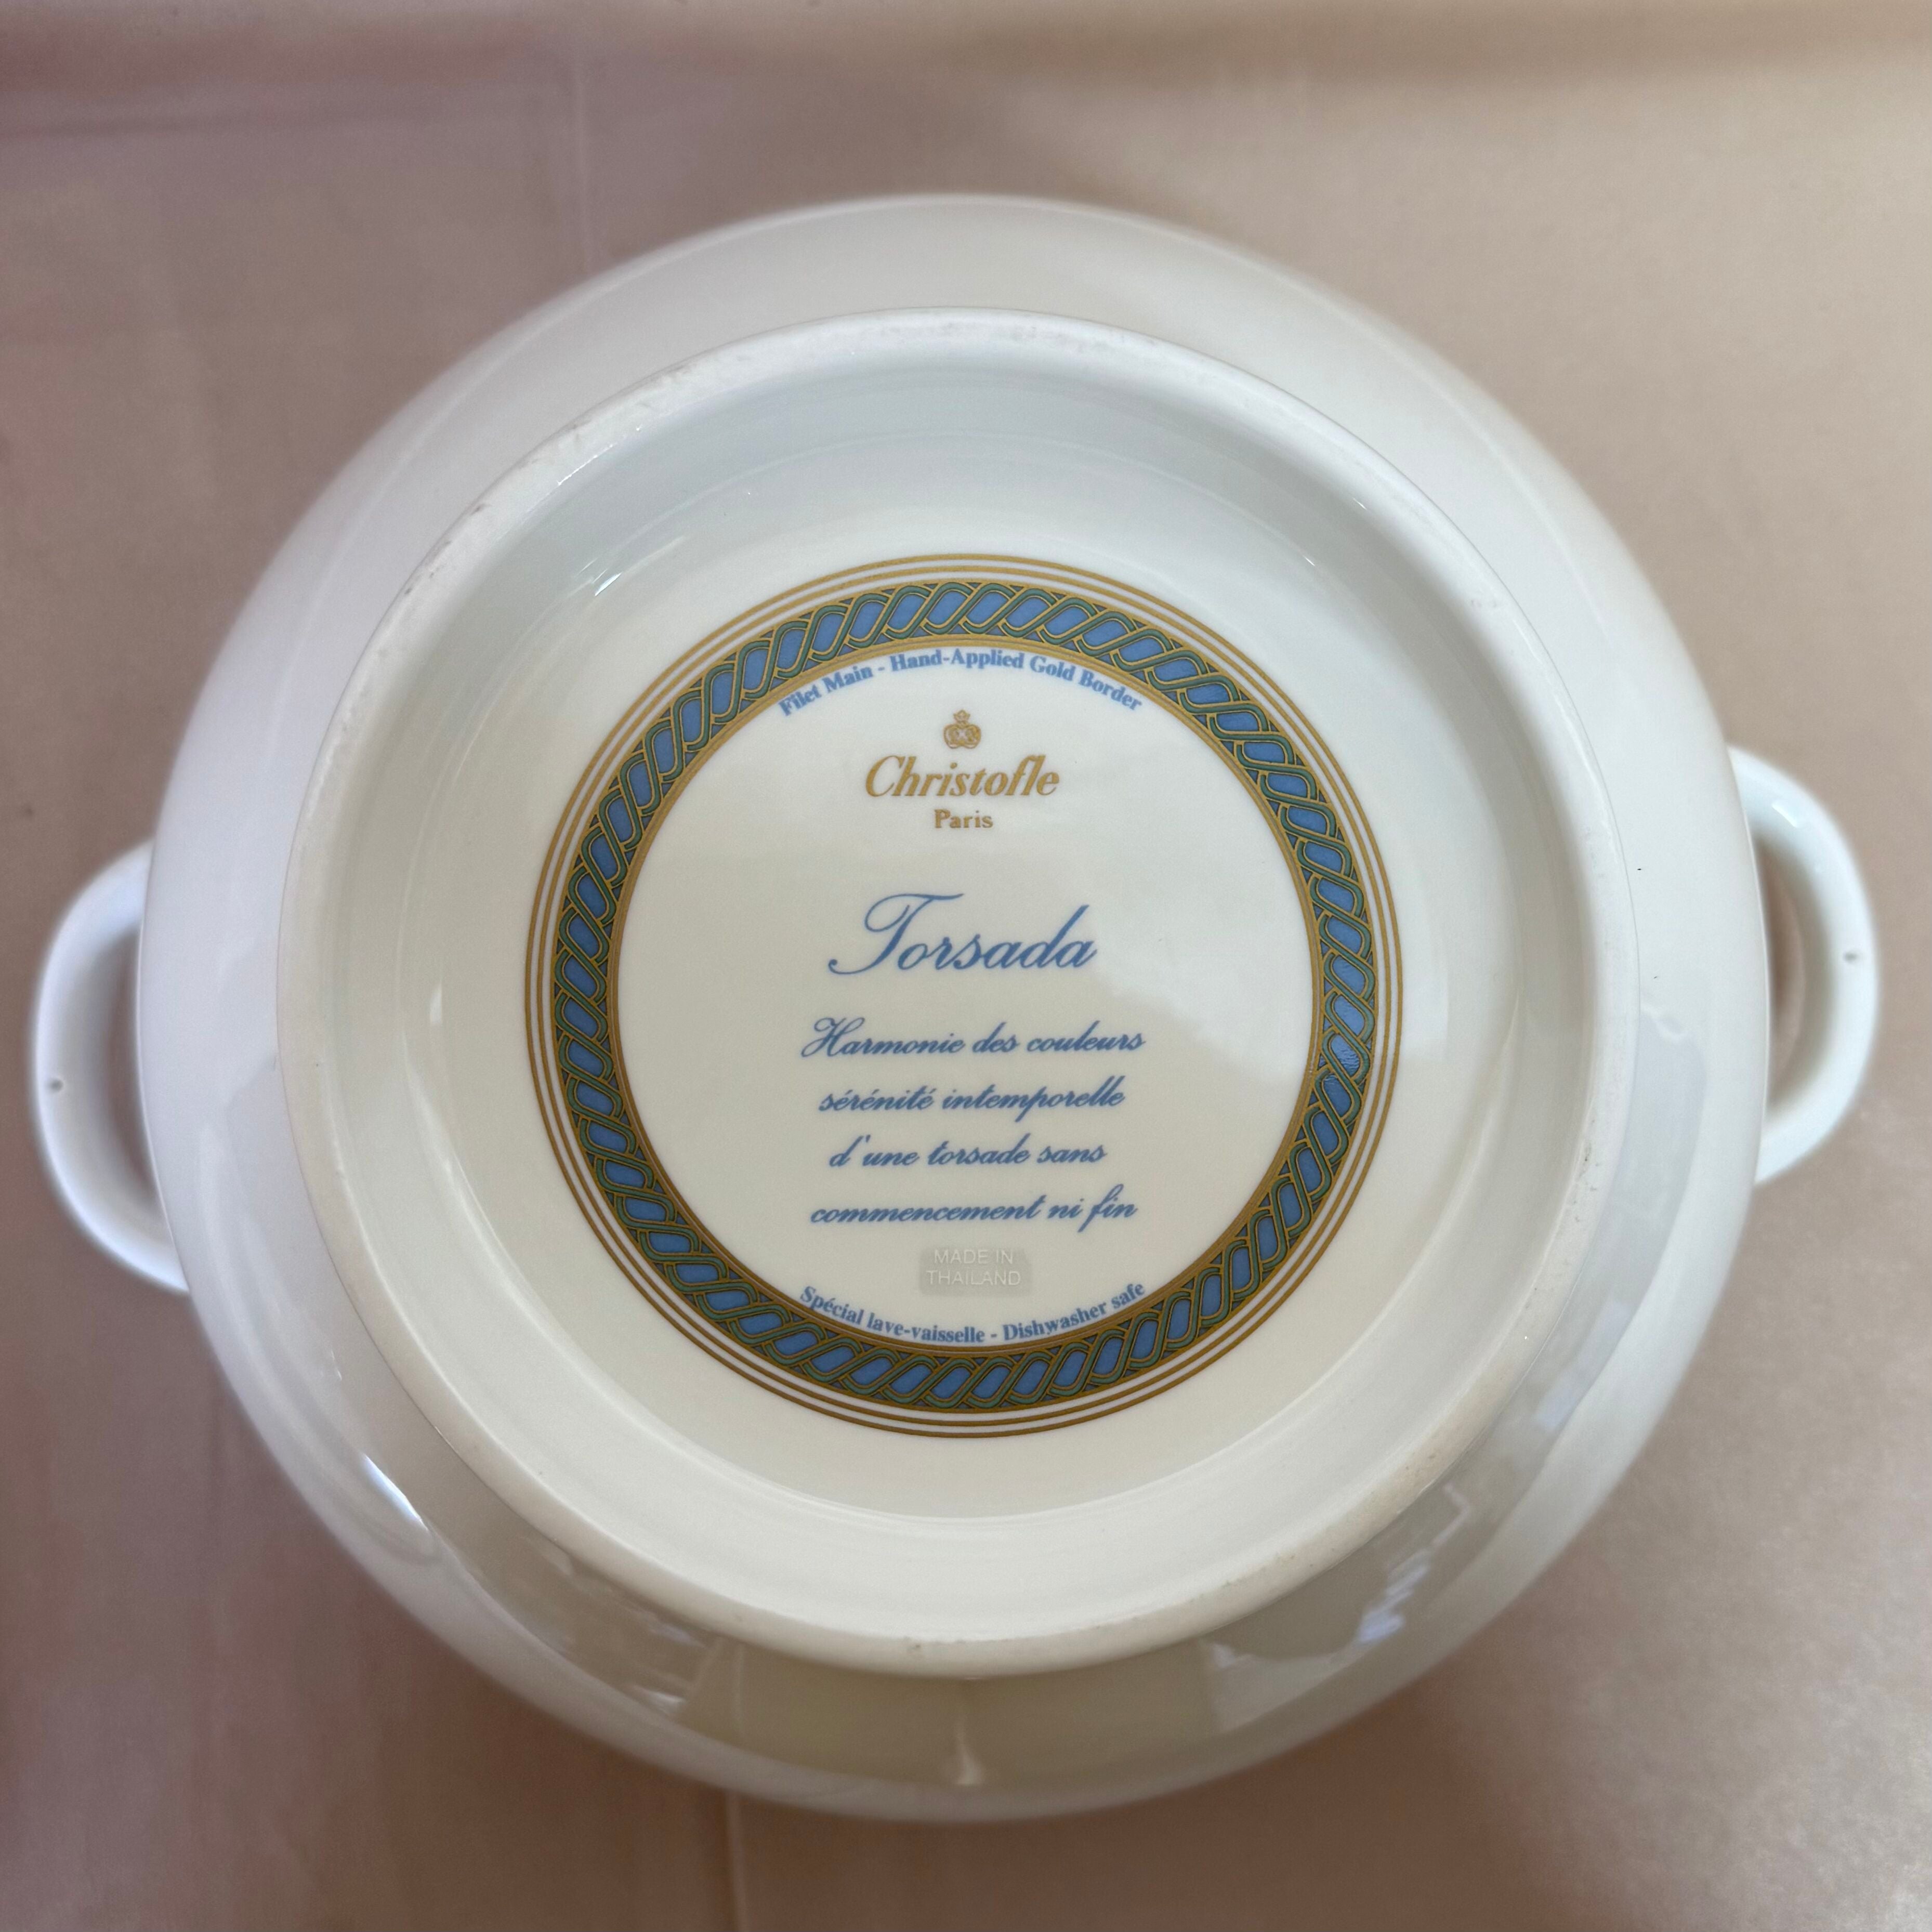 Filet Main - Hand-Applied Gold Border
Christofle
Paris
Torsada
Harmonie des couleurs
sérénité intemporelle
d'une torsade sans
commencement ni fin
MADE IN
THAILAND
Spécial lave-vaisselle - Dishwasher safe